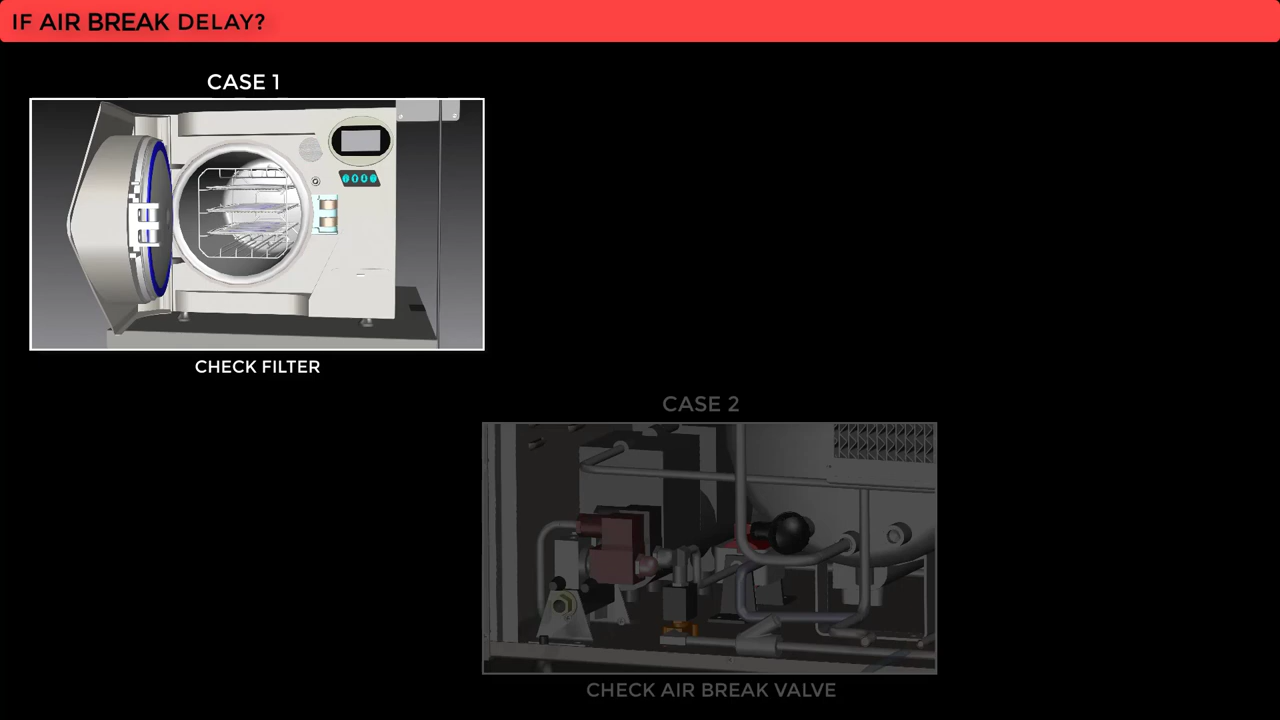 IF AIR BREAK DELAY?
CASE 1
CHECK FILTER
CASE 2
CHECK AIR BREAK VALVE